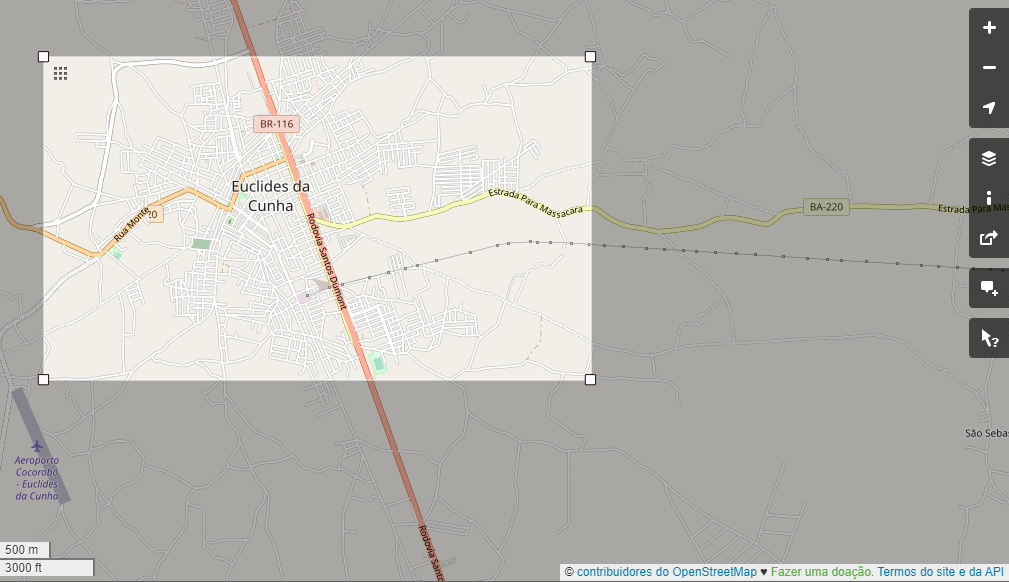 BR-116
Euclides da
Cunha
Estrada Para Massacara
20
Rua Monte
Rodovia Santos Dumont
BA-220
Estrada Para Mas
São Seba
Aeroporto
Cocorobó
- Euclides
da Cunha
Rodovia Santo
500 m
3000 ft
© contribuidores do OpenStreetMap ♥ Fazer uma doação. Termos do site e da API